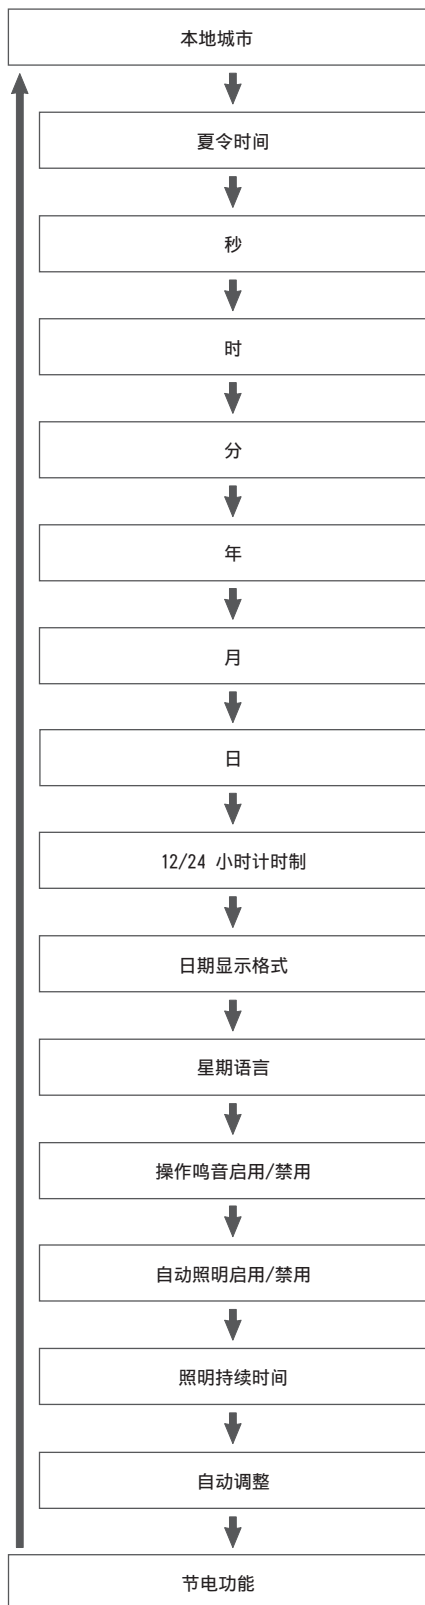 本地城市
夏令时间
秒
时
分
年
月
日
12/24 小时计时制
日期显示格式
星期语言
操作鸣音启用/禁用
自动照明启用/禁用
照明持续时间
自动调整
节电功能